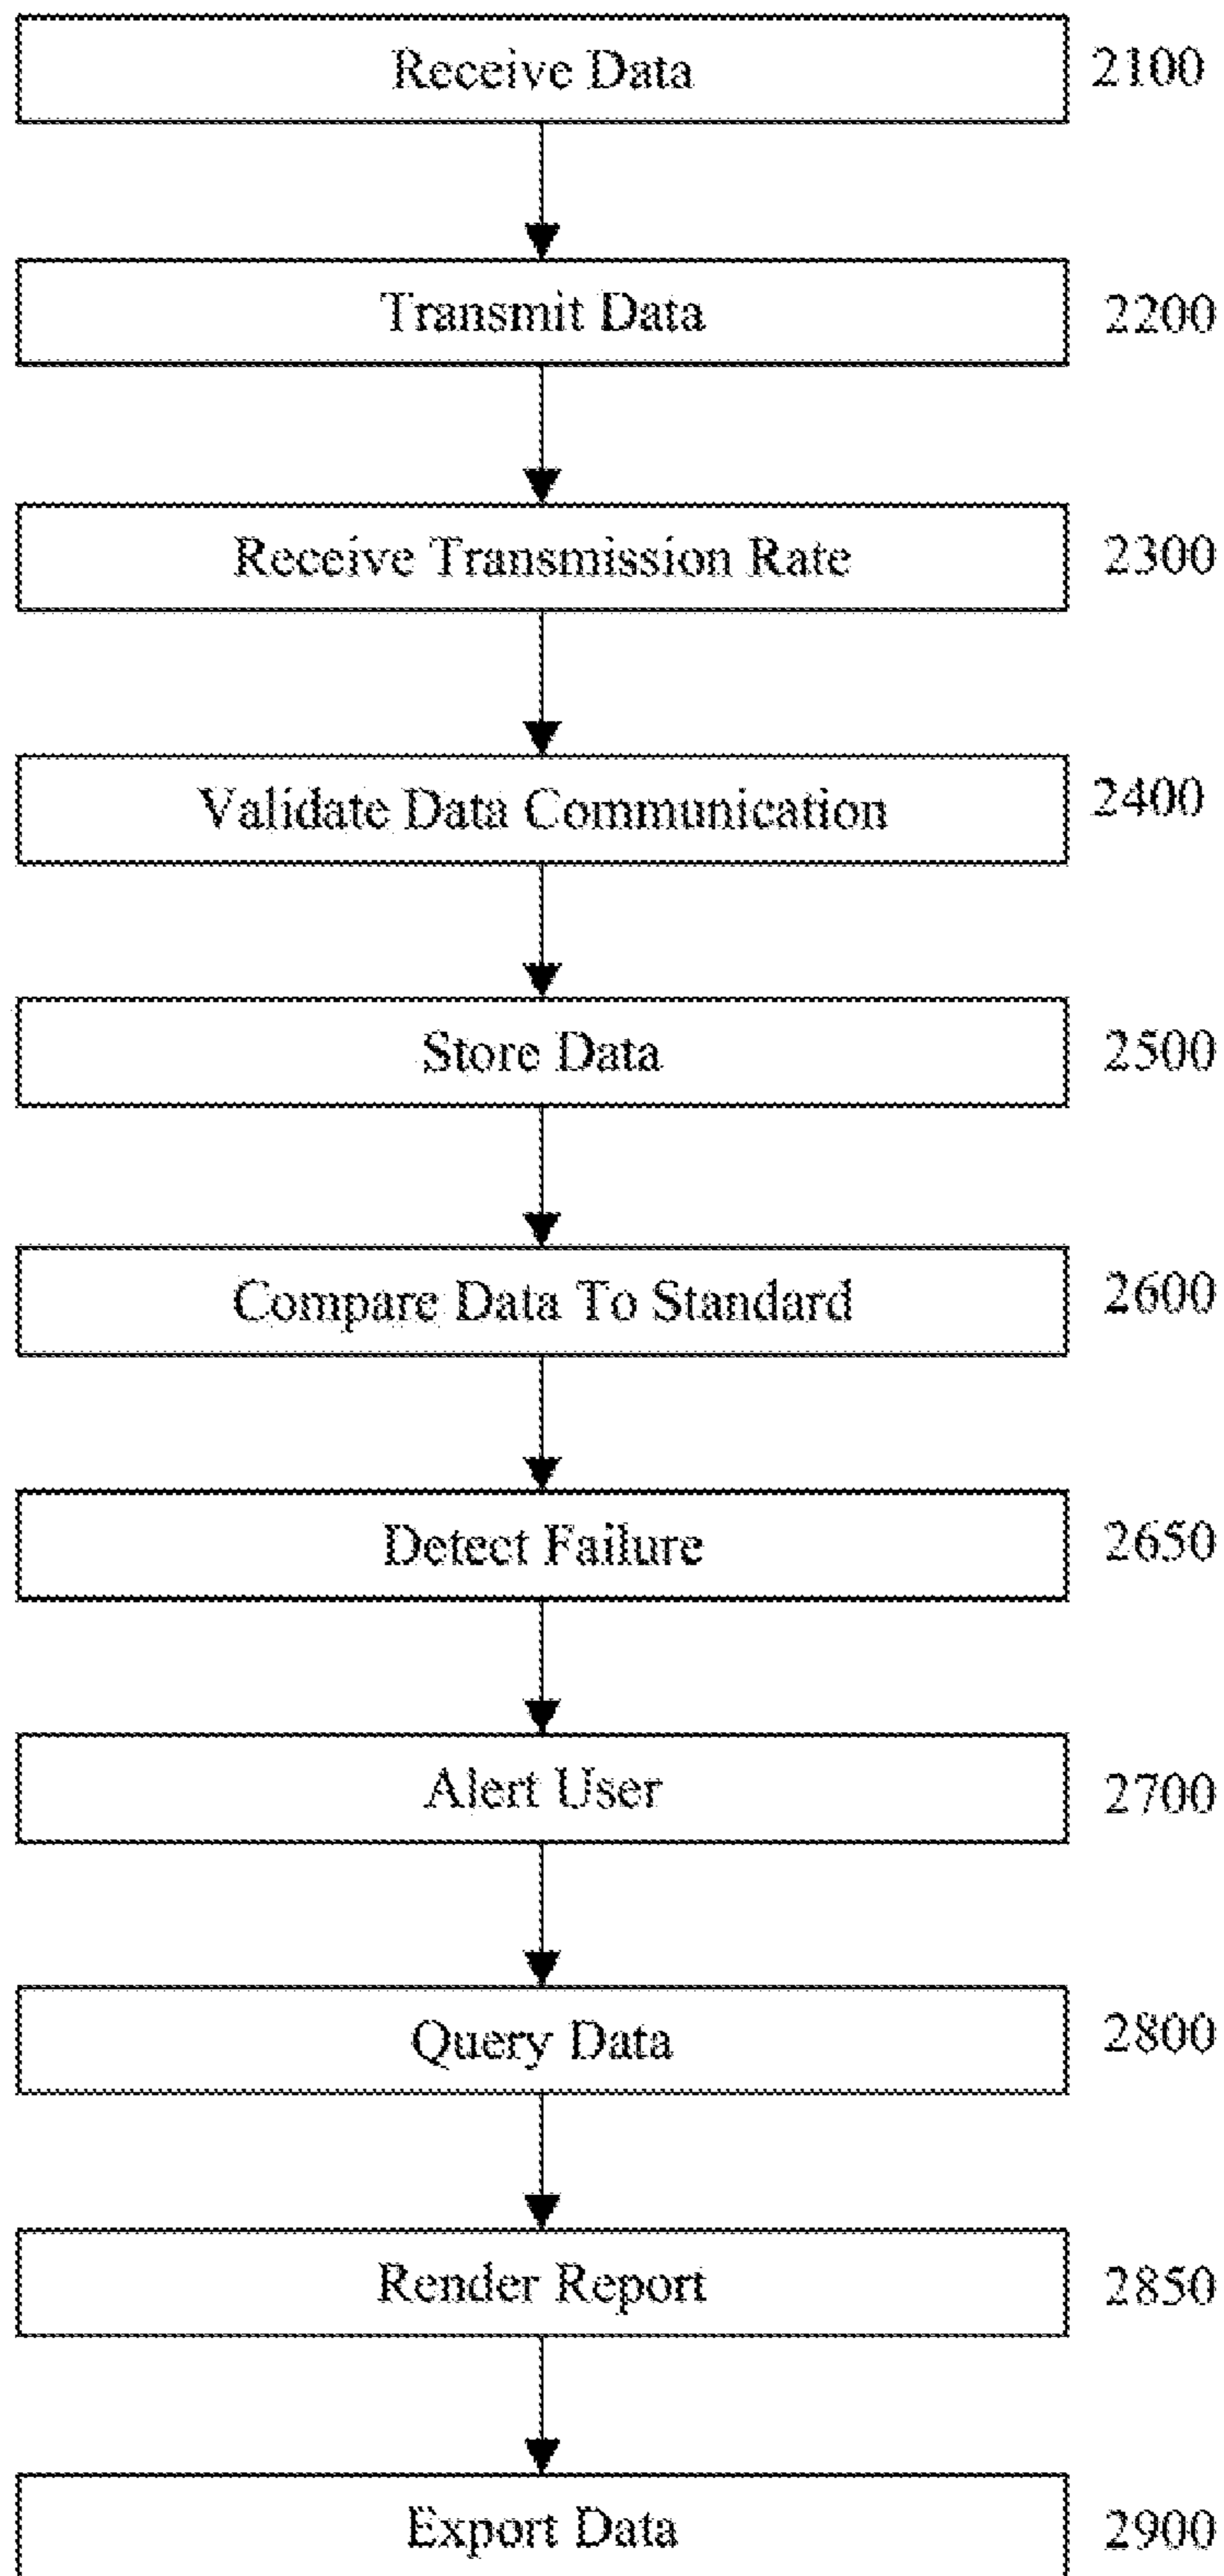 Receive Data 2100
Transmit Data 2200
Receive Transmission Rate 2300
Validate Data Communication 2400
Store Data 2500
Compare Data To Standard 2600
Detect Failure 2650
Alert User 2700
Query Data 2800
Render Report 2850
Export Data 2900